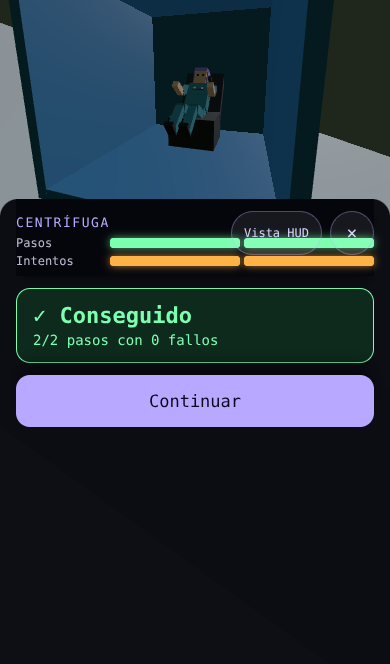 CENTRÍFUGA
Vista HUD ✕
Pasos
Intentos
✓ Conseguido
2/2 pasos con 0 fallos
Continuar